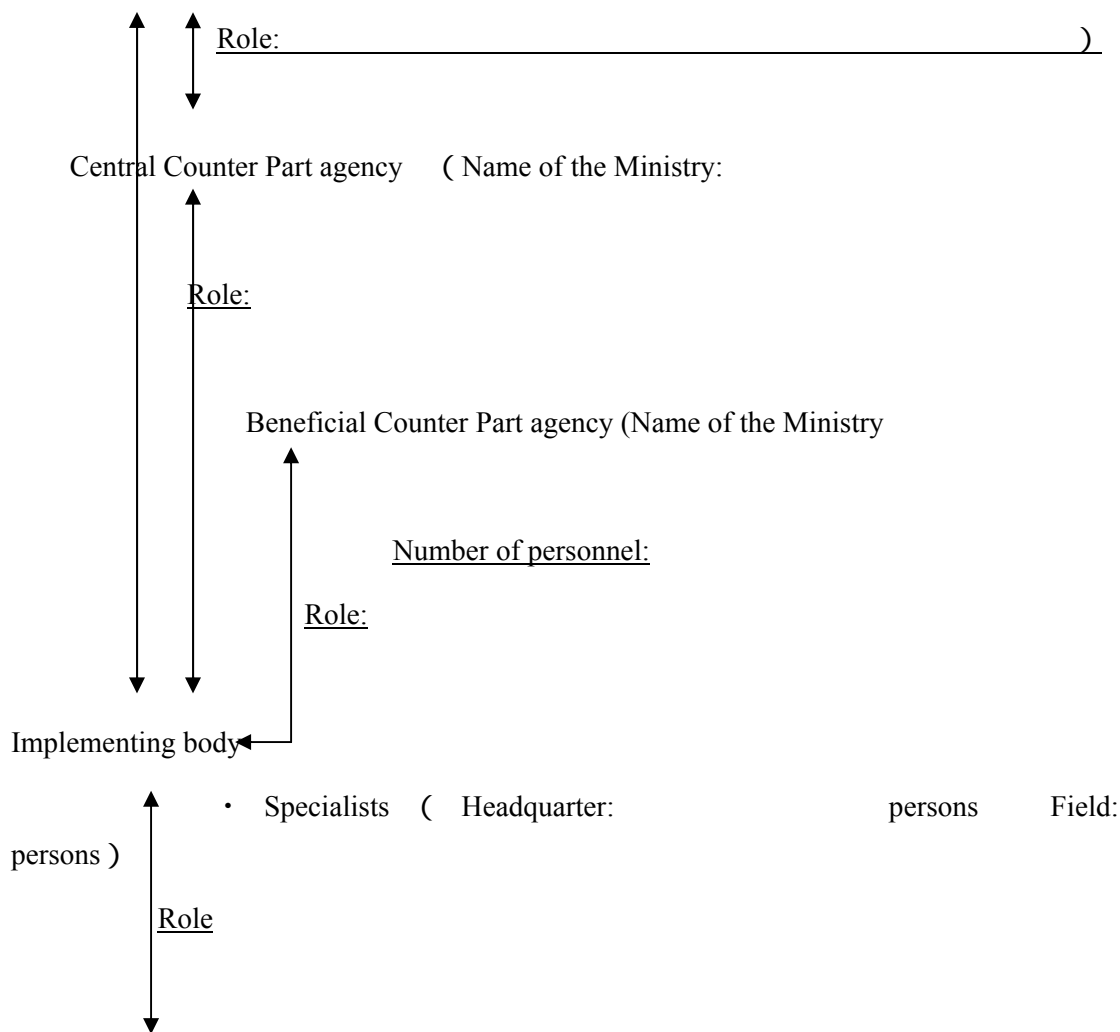 Role: )
Central Counter Part agency ( Name of the Ministry:
Role:
Beneficial Counter Part agency (Name of the Ministry
Number of personnel:
Role:
Implementing body
・ Specialists ( Headquarter: persons Field:
persons )
Role